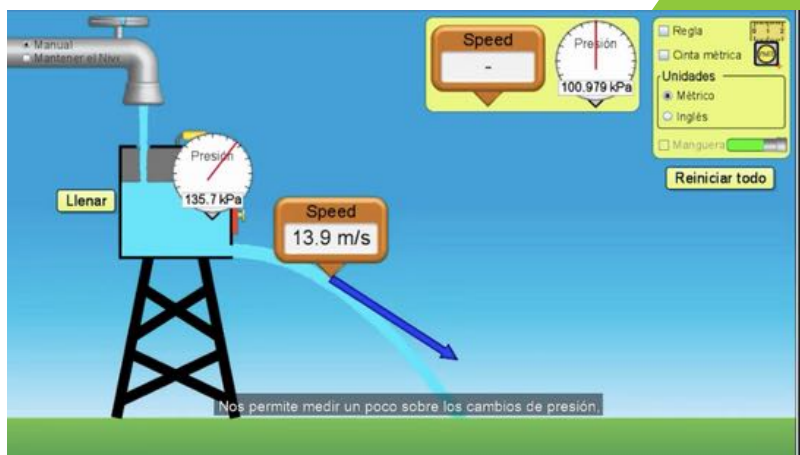 Manual
Mantener el Nive
Speed
-
Presión
100.979 kPa
Regla
Cinta métrica
Unidades
Métrico
Inglés
Manguera
Reiniciar todo
Presión
135.7 kPa
Llenar
Speed
13.9 m/s
Nos permite medir un poco sobre los cambios de presión,